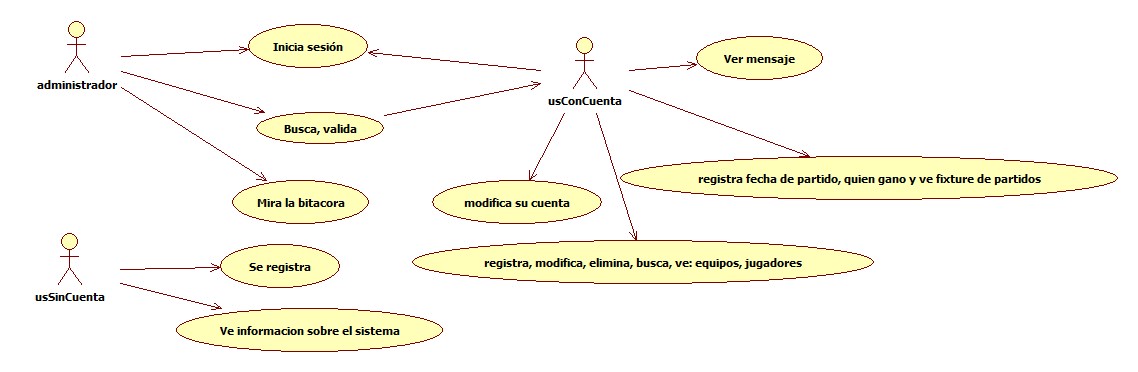 Inicia sesión
Ver mensaje
administrador
usConCuenta
Busca, valida
registra fecha de partido, quien gano y ve fixture de partidos
Mira la bitacora
modifica su cuenta
Se registra
registra, modifica, elimina, busca, ve: equipos, jugadores
usSinCuenta
Ve informacion sobre el sistema